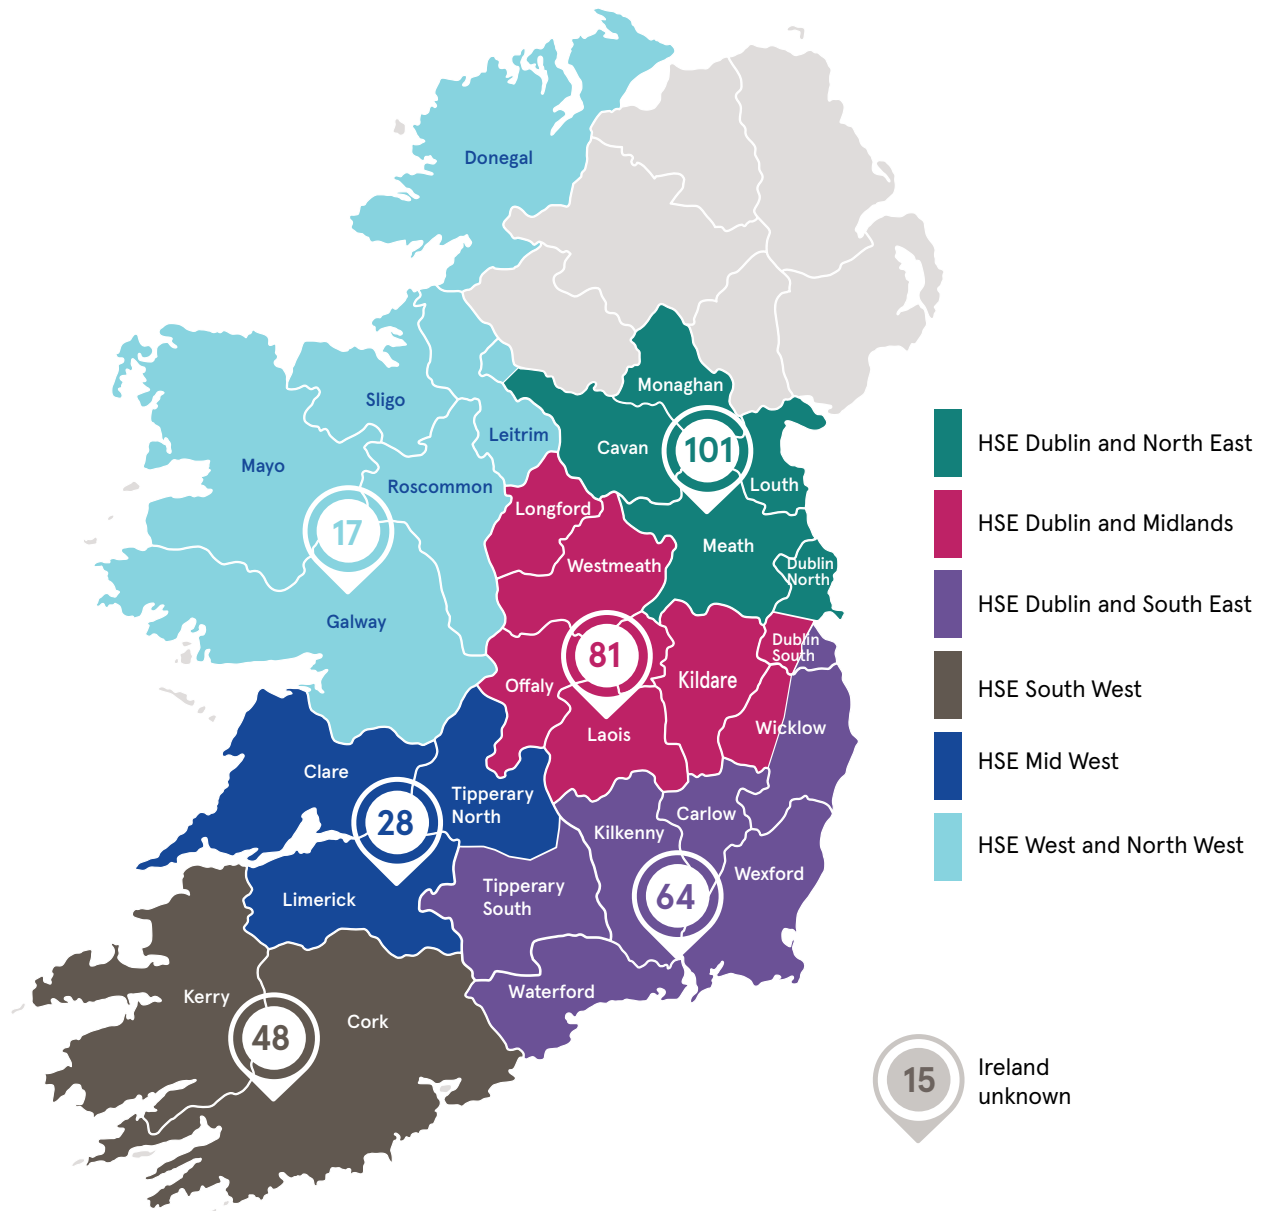 Donegal
Monaghan
Sligo
Cavan
101
Leitrim
Mayo
Roscommon
Louth
Longford
17
Meath
Westmeath
Dublin
North
Galway
Dublin
South
81
Offaly
Kildare
Laois
Wicklow
Clare
Tipperary
North
28
Carlow
Kilkenny
Wexford
Tipperary
South
64
Limerick
Waterford
Kerry
Cork
48
HSE Dublin and North East
HSE Dublin and Midlands
HSE Dublin and South East
HSE South West
HSE Mid West
HSE West and North West
15
Ireland
unknown